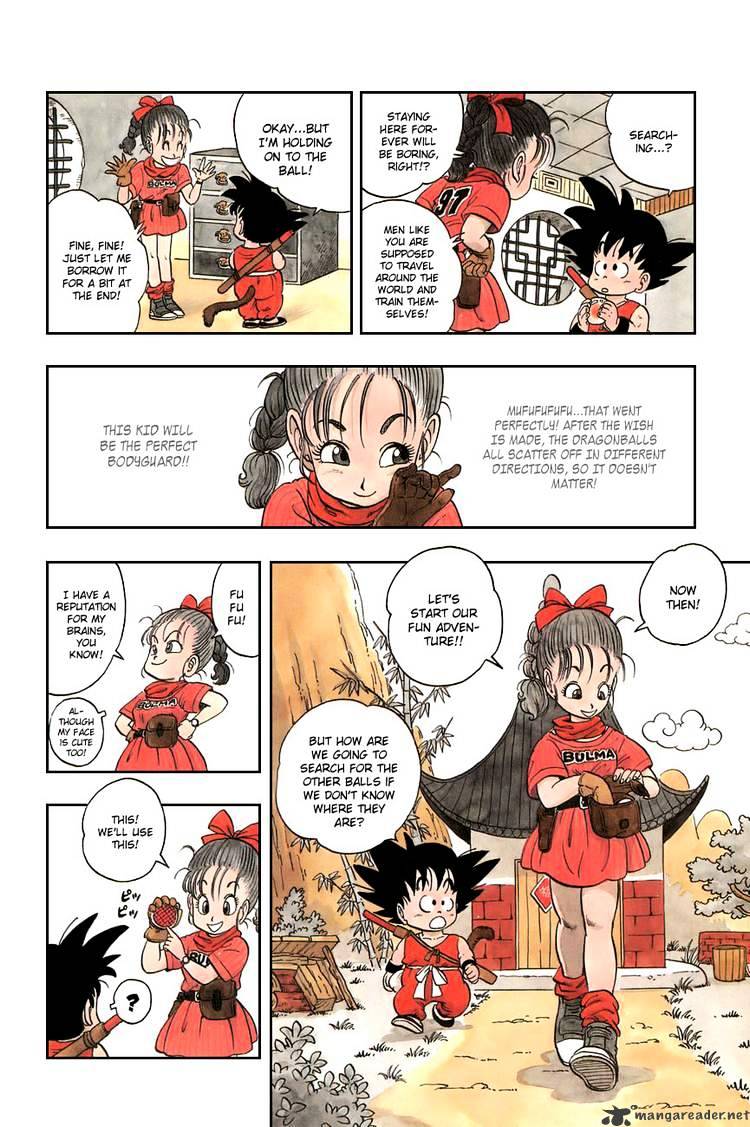 SEARCH-
ING...?
STAYING
HERE FOR-
EVER WILL
BE BORING,
RIGHT!?
MEN LIKE
YOU ARE
SUPPOSED
TO TRAVEL
AROUND
THE WORLD
AND TRAIN
THEM-
SELVES!
97
OKAY...BUT
I'M HOLDING
ON TO THE
BALL!
FINE, FINE!
JUST LET ME
BORROW IT
FOR A BIT AT
THE END!
BULMA
MUFUFUFUFU...THAT WENT
PERFECTLY! AFTER THE WISH
IS MADE, THE DRAGONBALLS
ALL SCATTER OFF IN DIFFERENT
DIRECTIONS, SO IT DOESN'T
MATTER!
THIS KID WILL
BE THE PERFECT
BODYGUARD!!
NOW
THEN!
LET'S
START OUR
FUN ADVEN-
TURE!!
BUT HOW ARE
WE GOING TO
SEARCH FOR THE
OTHER BALLS IF
WE DON'T KNOW
WHERE THEY
ARE?
BULMA
FU
FU
FU!
I HAVE A
REPUTATION
FOR MY
BRAINS,
YOU
KNOW!
AL-
THOUGH
MY FACE
IS CUTE
TOO!
BULMA
THIS!
WE'LL USE
THIS!
ピッ
ピッ
?
mangareader.net